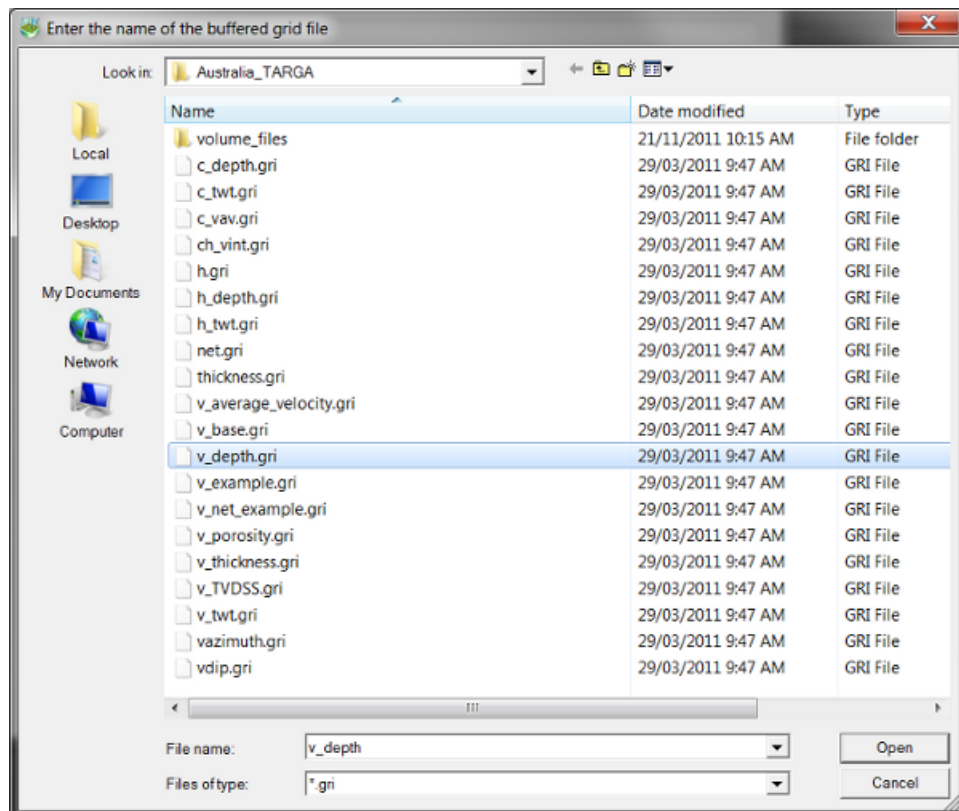 Enter the name of the buffered grid file
Look in: Australia_TARGA
Name Date modified Type
volume_files 21/11/2011 10:15 AM File folder
c_depth.gri 29/03/2011 9:47 AM GRI File
c_twt.gri 29/03/2011 9:47 AM GRI File
c_vav.gri 29/03/2011 9:47 AM GRI File
ch_vint.gri 29/03/2011 9:47 AM GRI File
h.gri 29/03/2011 9:47 AM GRI File
h_depth.gri 29/03/2011 9:47 AM GRI File
h_twt.gri 29/03/2011 9:47 AM GRI File
net.gri 29/03/2011 9:47 AM GRI File
thickness.gri 29/03/2011 9:47 AM GRI File
v_average_velocity.gri 29/03/2011 9:47 AM GRI File
v_base.gri 29/03/2011 9:47 AM GRI File
v_depth.gri 29/03/2011 9:47 AM GRI File
v_example.gri 29/03/2011 9:47 AM GRI File
v_net_example.gri 29/03/2011 9:47 AM GRI File
v_porosity.gri 29/03/2011 9:47 AM GRI File
v_thickness.gri 29/03/2011 9:47 AM GRI File
v_TVDSS.gri 29/03/2011 9:47 AM GRI File
v_twt.gri 29/03/2011 9:47 AM GRI File
vazimuth.gri 29/03/2011 9:47 AM GRI File
vdip.gri 29/03/2011 9:47 AM GRI File
Local
Desktop
My Documents
Network
Computer
File name: v_depth Open
Files of type: *.gri Cancel